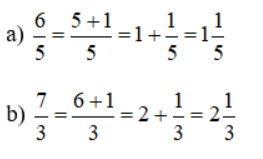 a) 6/5 = (5+1)/5 = 1 + 1/5 = 1 1/5
b) 7/3 = (6+1)/3 = 2 + 1/3 = 2 1/3